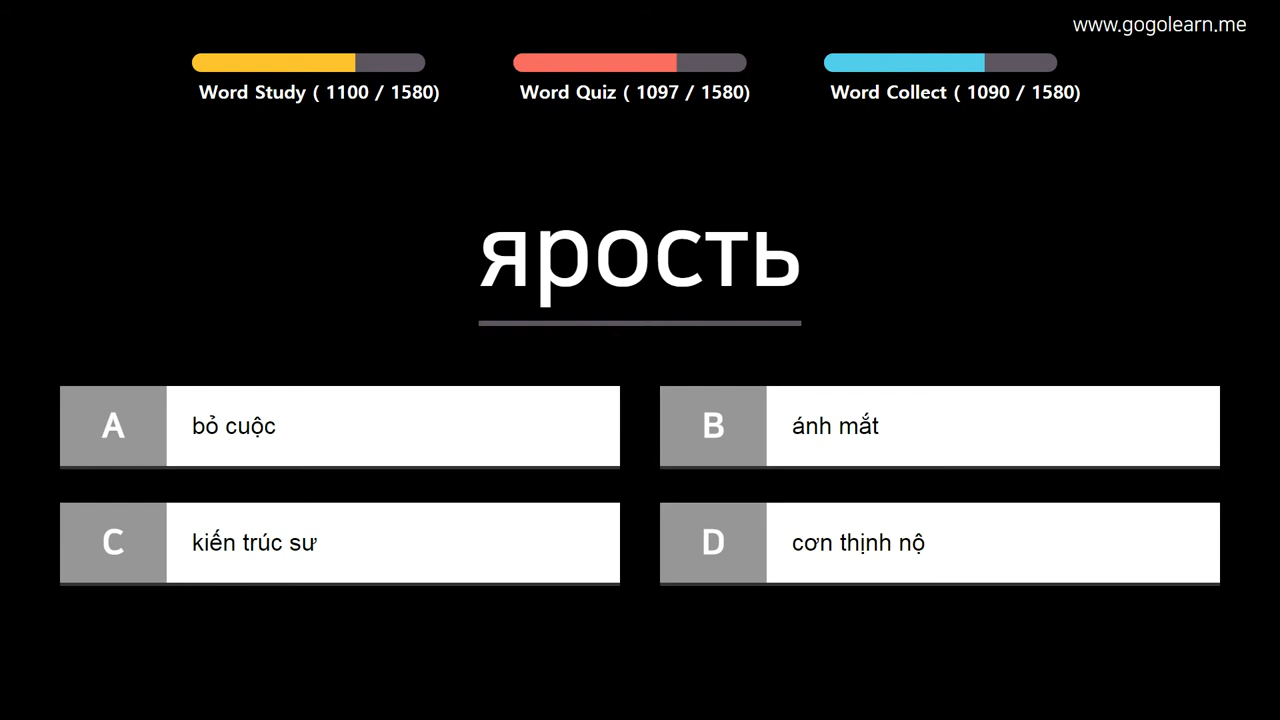 www.gogolearn.me
Word Study ( 1100 / 1580)
Word Quiz ( 1097 / 1580)
Word Collect ( 1090 / 1580)
ярость
A
bỏ cuộc
B
ánh mắt
C
kiến trúc sư
D
cơn thịnh nộ